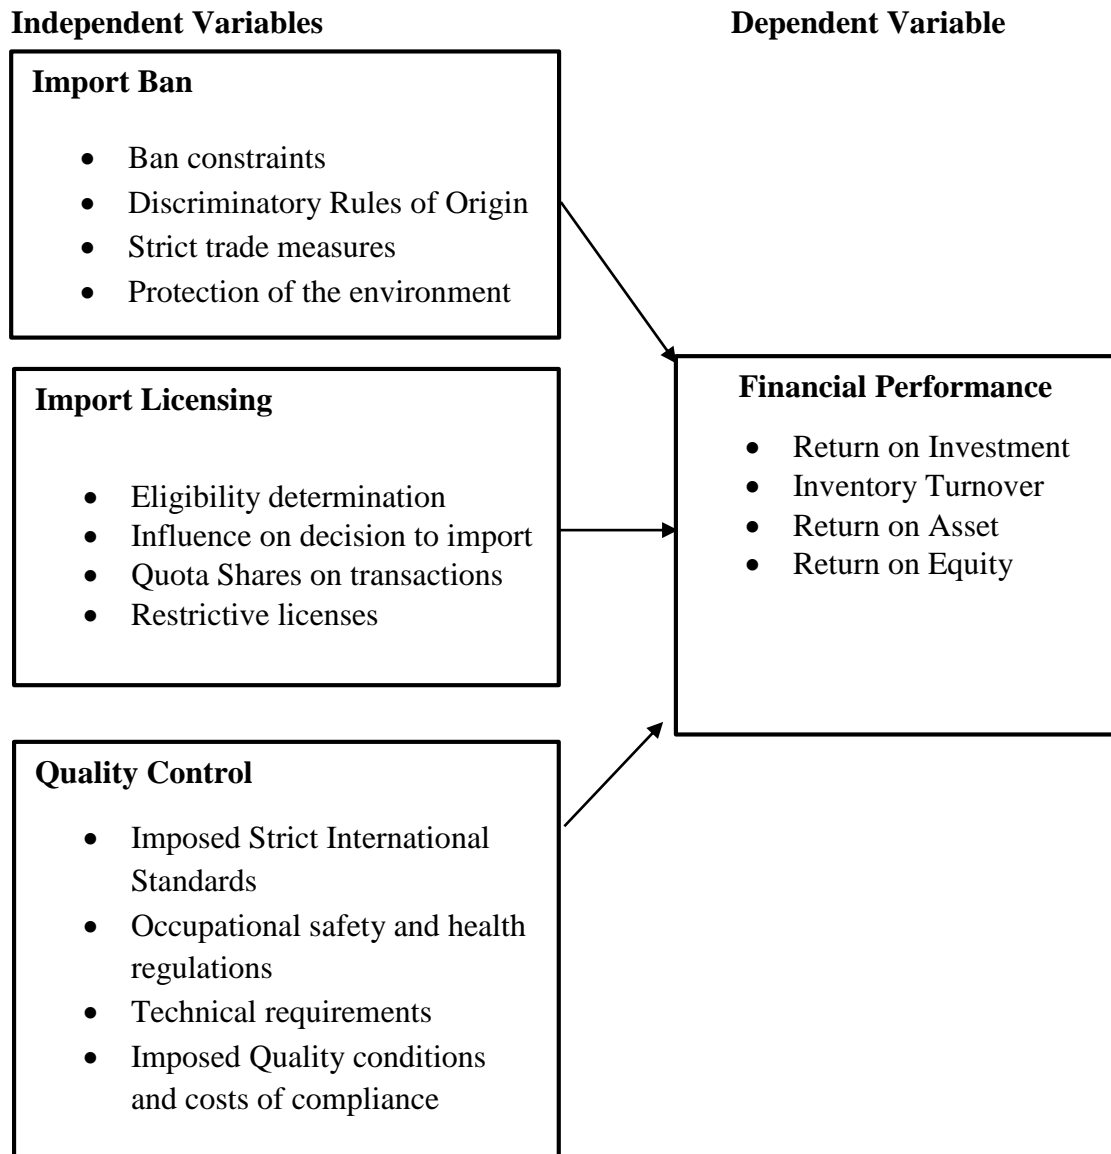 Independent Variables
Dependent Variable
Import Ban
• Ban constraints
• Discriminatory Rules of Origin
• Strict trade measures
• Protection of the environment
Import Licensing
• Eligibility determination
• Influence on decision to import
• Quota Shares on transactions
• Restrictive licenses
Quality Control
• Imposed Strict International
Standards
• Occupational safety and health
regulations
• Technical requirements
• Imposed Quality conditions
and costs of compliance
Financial Performance
• Return on Investment
• Inventory Turnover
• Return on Asset
• Return on Equity